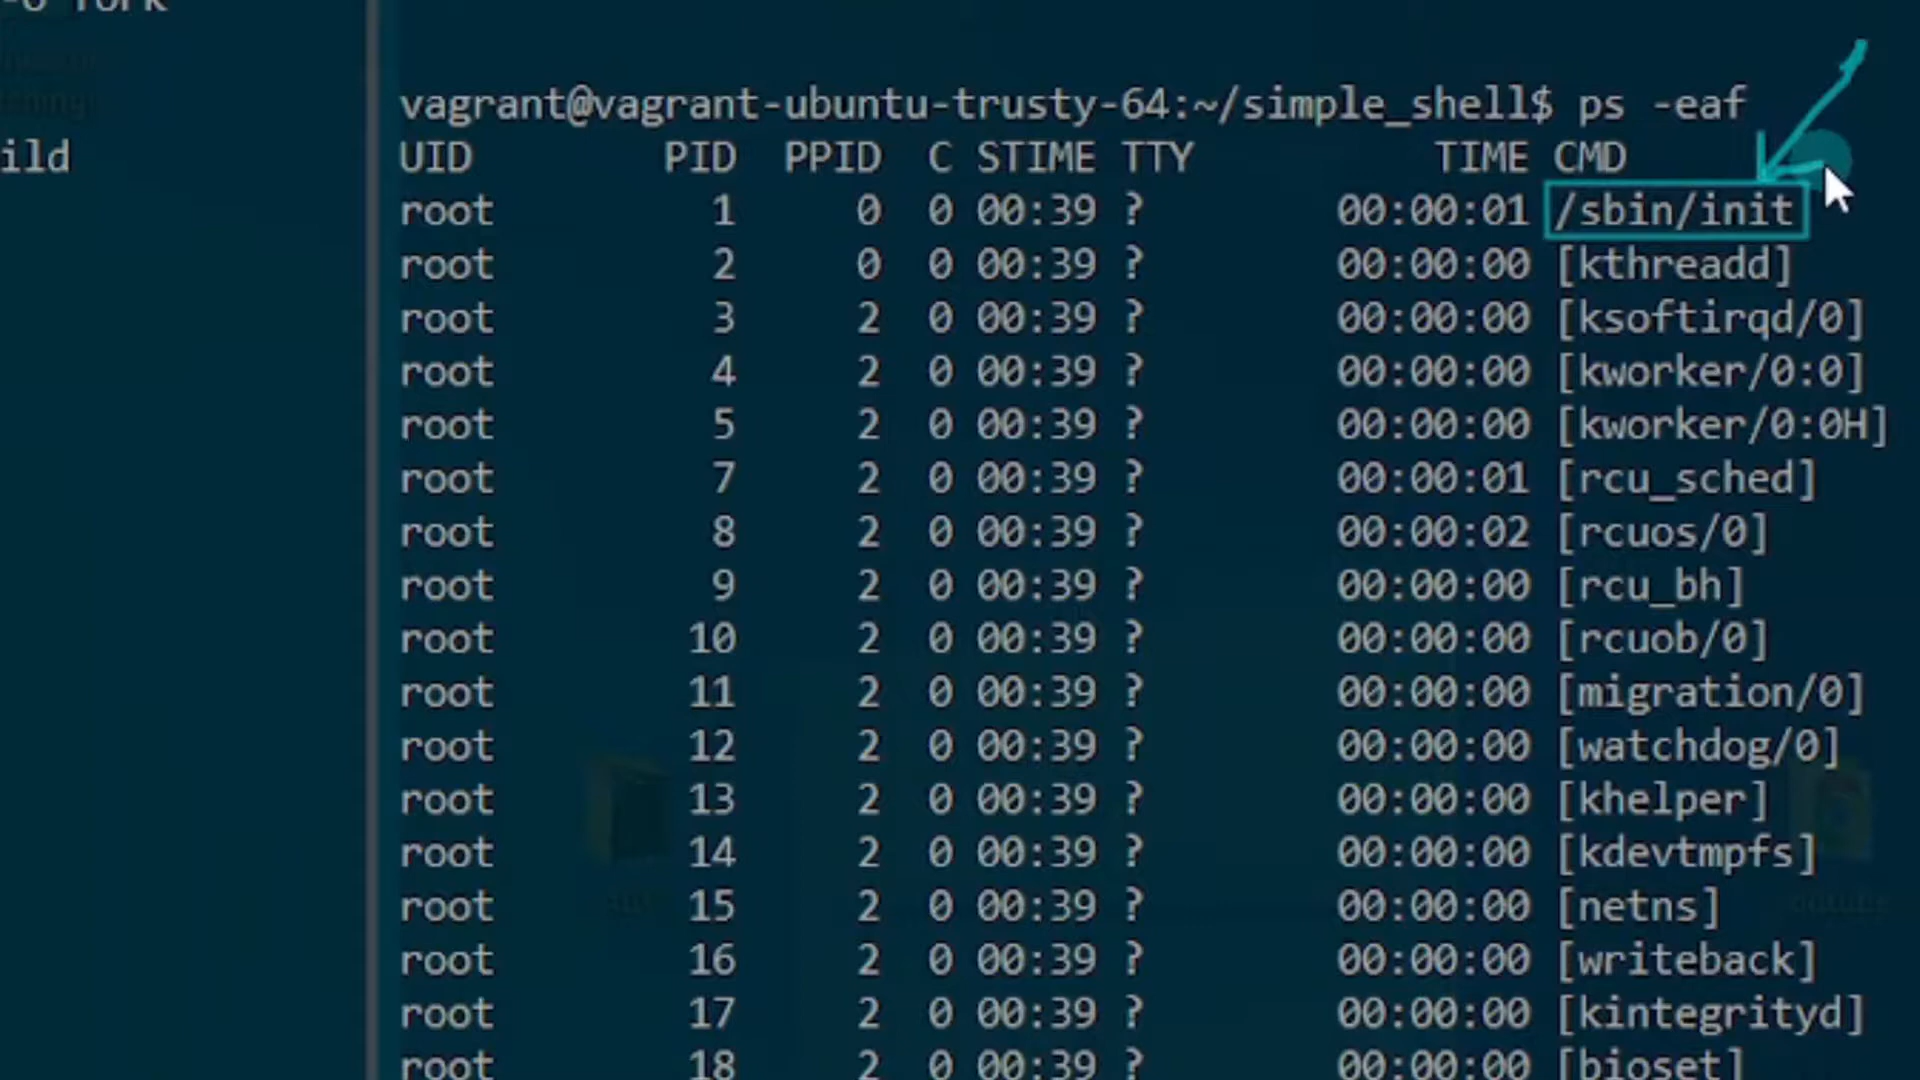 ild
vagrant@vagrant-ubuntu-trusty-64:~/simple_shell$ ps -eaf
UID PID PPID C STIME TTY TIME CMD
root 1 0 0 00:39 ? 00:00:01 /sbin/init
root 2 0 0 00:39 ? 00:00:00 [kthreadd]
root 3 2 0 00:39 ? 00:00:00 [ksoftirqd/0]
root 4 2 0 00:39 ? 00:00:00 [kworker/0:0]
root 5 2 0 00:39 ? 00:00:00 [kworker/0:0H]
root 7 2 0 00:39 ? 00:00:01 [rcu_sched]
root 8 2 0 00:39 ? 00:00:02 [rcuos/0]
root 9 2 0 00:39 ? 00:00:00 [rcu_bh]
root 10 2 0 00:39 ? 00:00:00 [rcuob/0]
root 11 2 0 00:39 ? 00:00:00 [migration/0]
root 12 2 0 00:39 ? 00:00:00 [watchdog/0]
root 13 2 0 00:39 ? 00:00:00 [khelper]
root 14 2 0 00:39 ? 00:00:00 [kdevtmpfs]
root 15 2 0 00:39 ? 00:00:00 [netns]
root 16 2 0 00:39 ? 00:00:00 [writeback]
root 17 2 0 00:39 ? 00:00:00 [kintegrityd]
root 18 2 0 00:39 ? 00:00:00 [bioset]